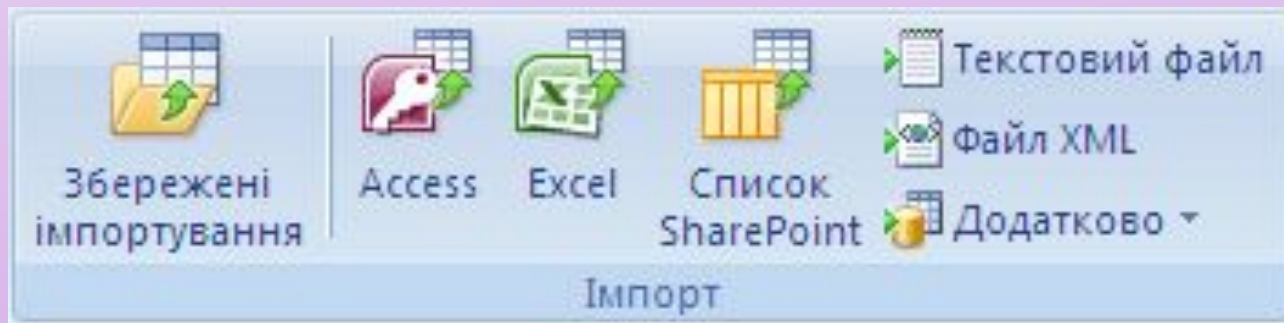 Збережені
імпортування
Access
Excel
Список
SharePoint
Текстовий файл
Файл XML
Додатково
Імпорт